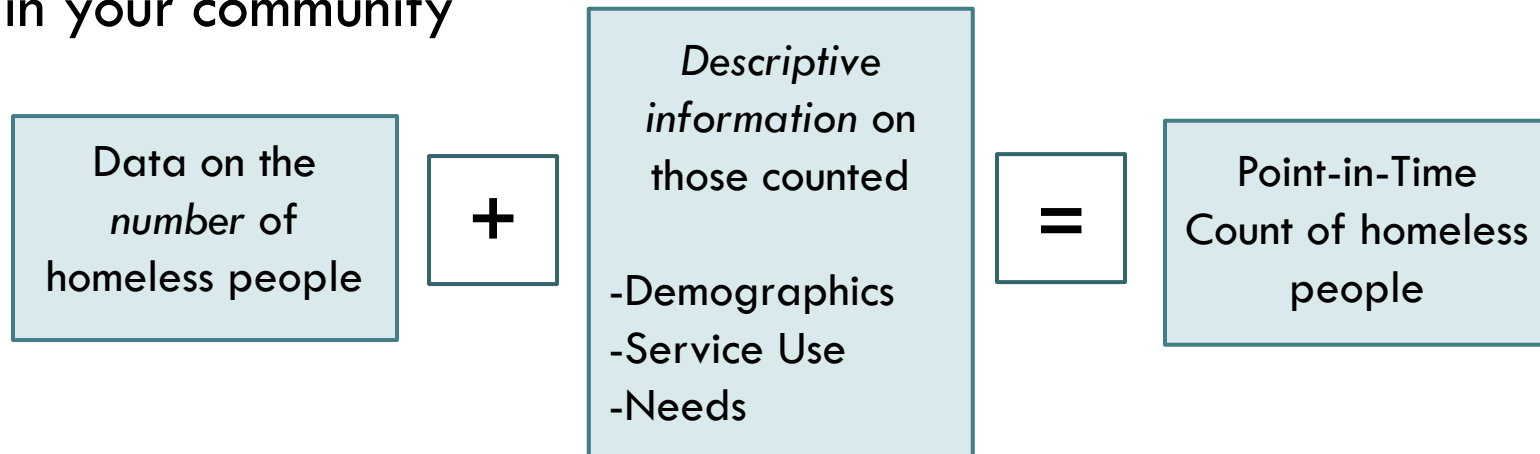 in your community
Data on the
number of
homeless people
+
Descriptive
information on
those counted
-Demographics
-Service Use
-Needs
=
Point-in-Time
Count of homeless
people